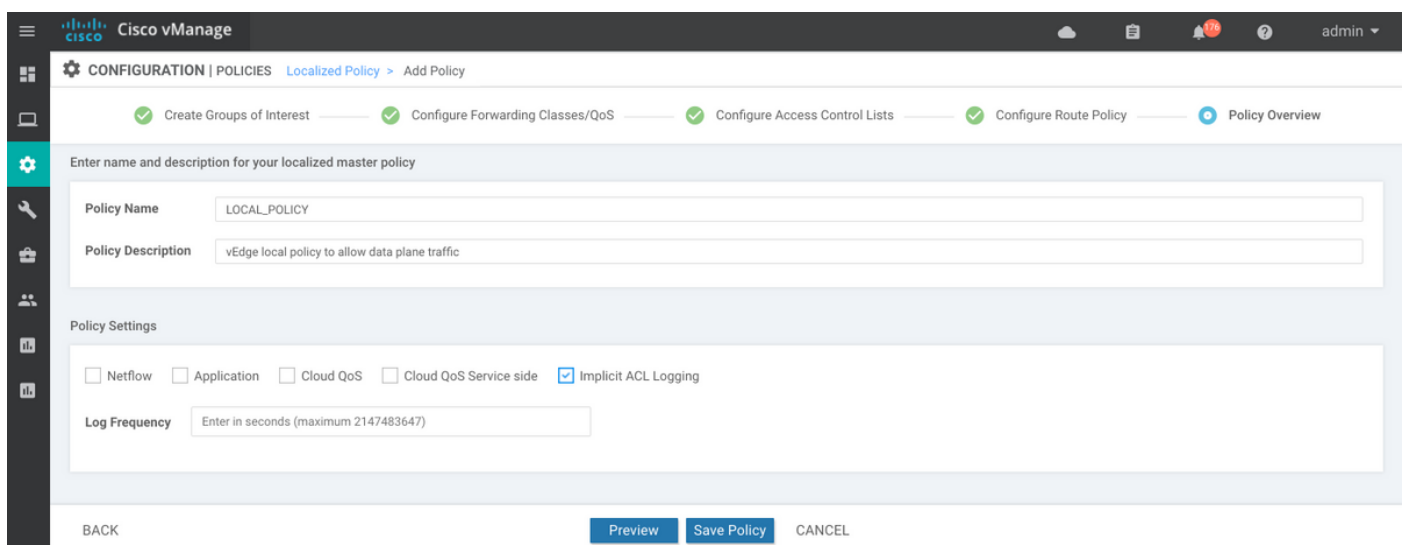 cisco Cisco vManage 176 admin
CONFIGURATION | POLICIES Localized Policy > Add Policy
Create Groups of Interest Configure Forwarding Classes/QoS Configure Access Control Lists Configure Route Policy Policy Overview
Enter name and description for your localized master policy
Policy Name LOCAL_POLICY
Policy Description vEdge local policy to allow data plane traffic
Policy Settings
Netflow Application Cloud QoS Cloud QoS Service side Implicit ACL Logging
Log Frequency Enter in seconds (maximum 2147483647)
BACK Preview Save Policy CANCEL